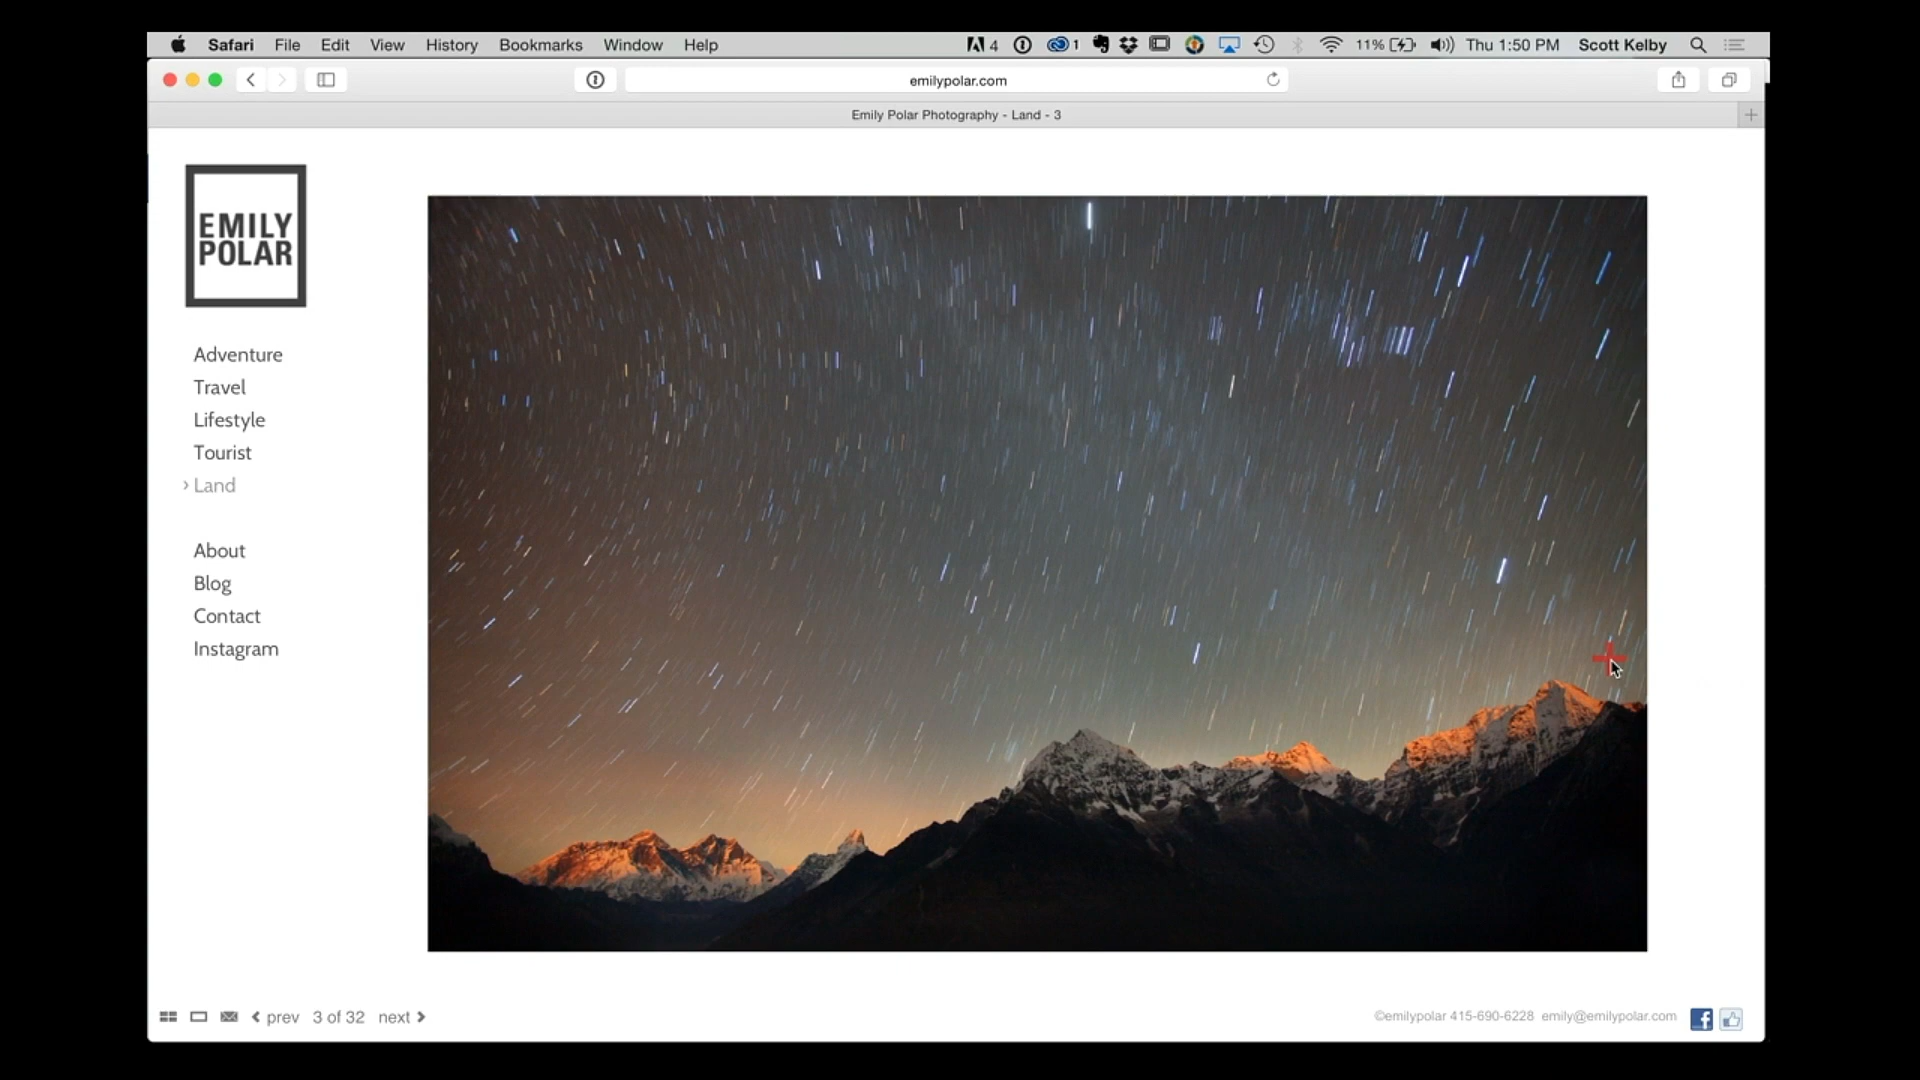 Safari File Edit View History Bookmarks Window Help 4 1 11% Thu 1:50 PM Scott Kelby
emilypolar.com
Emily Polar Photography - Land - 3
EMILY
POLAR
Adventure
Travel
Lifestyle
Tourist
› Land
About
Blog
Contact
Instagram
prev 3 of 32 next
©emilypolar 415-690-6228 emily@emilypolar.com